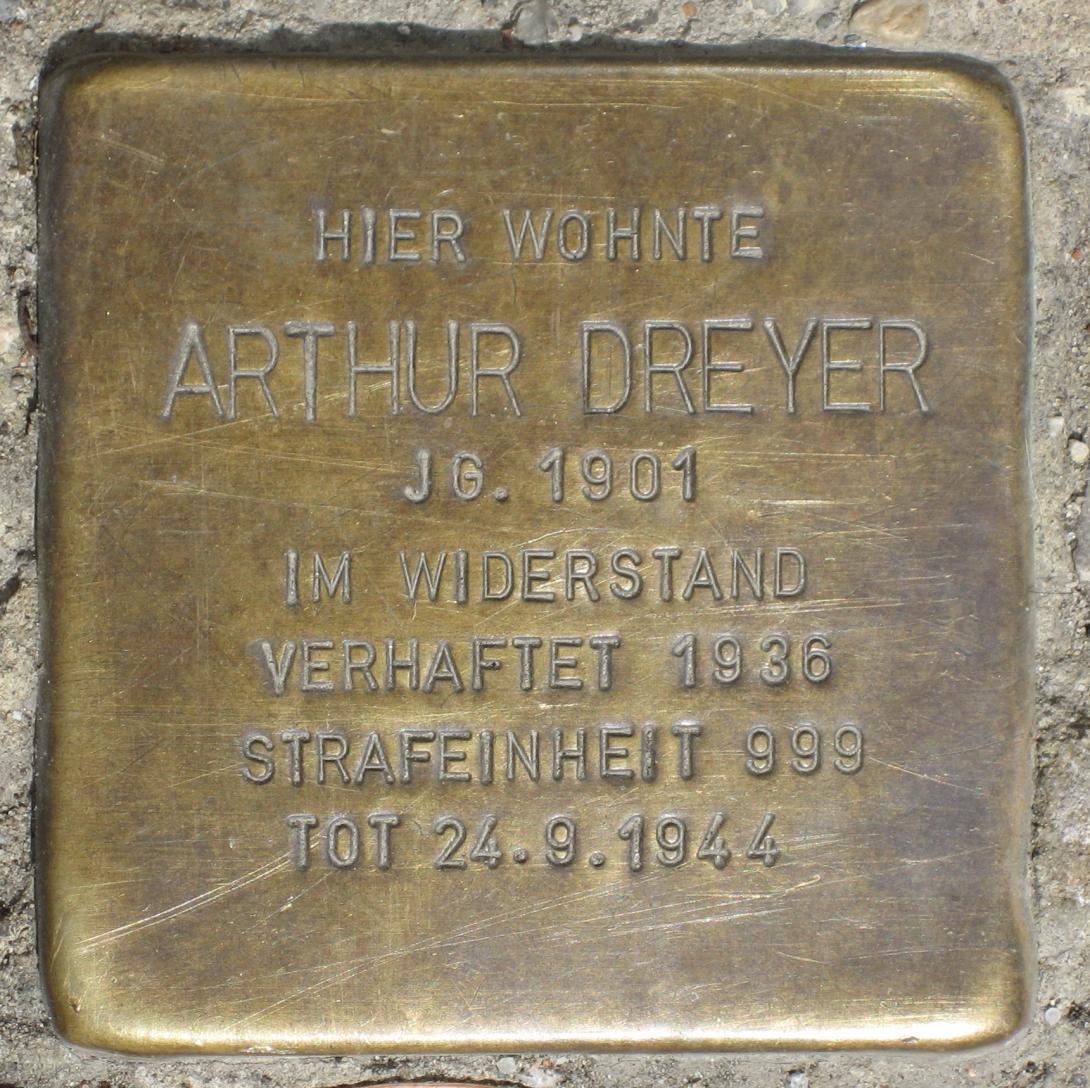 HIER WOHNTE
ARTHUR DREYER
JG. 1901
IM WIDERSTAND
VERHAFTET 1936
STRAFEINHEIT 999
TOT 24.9.1944